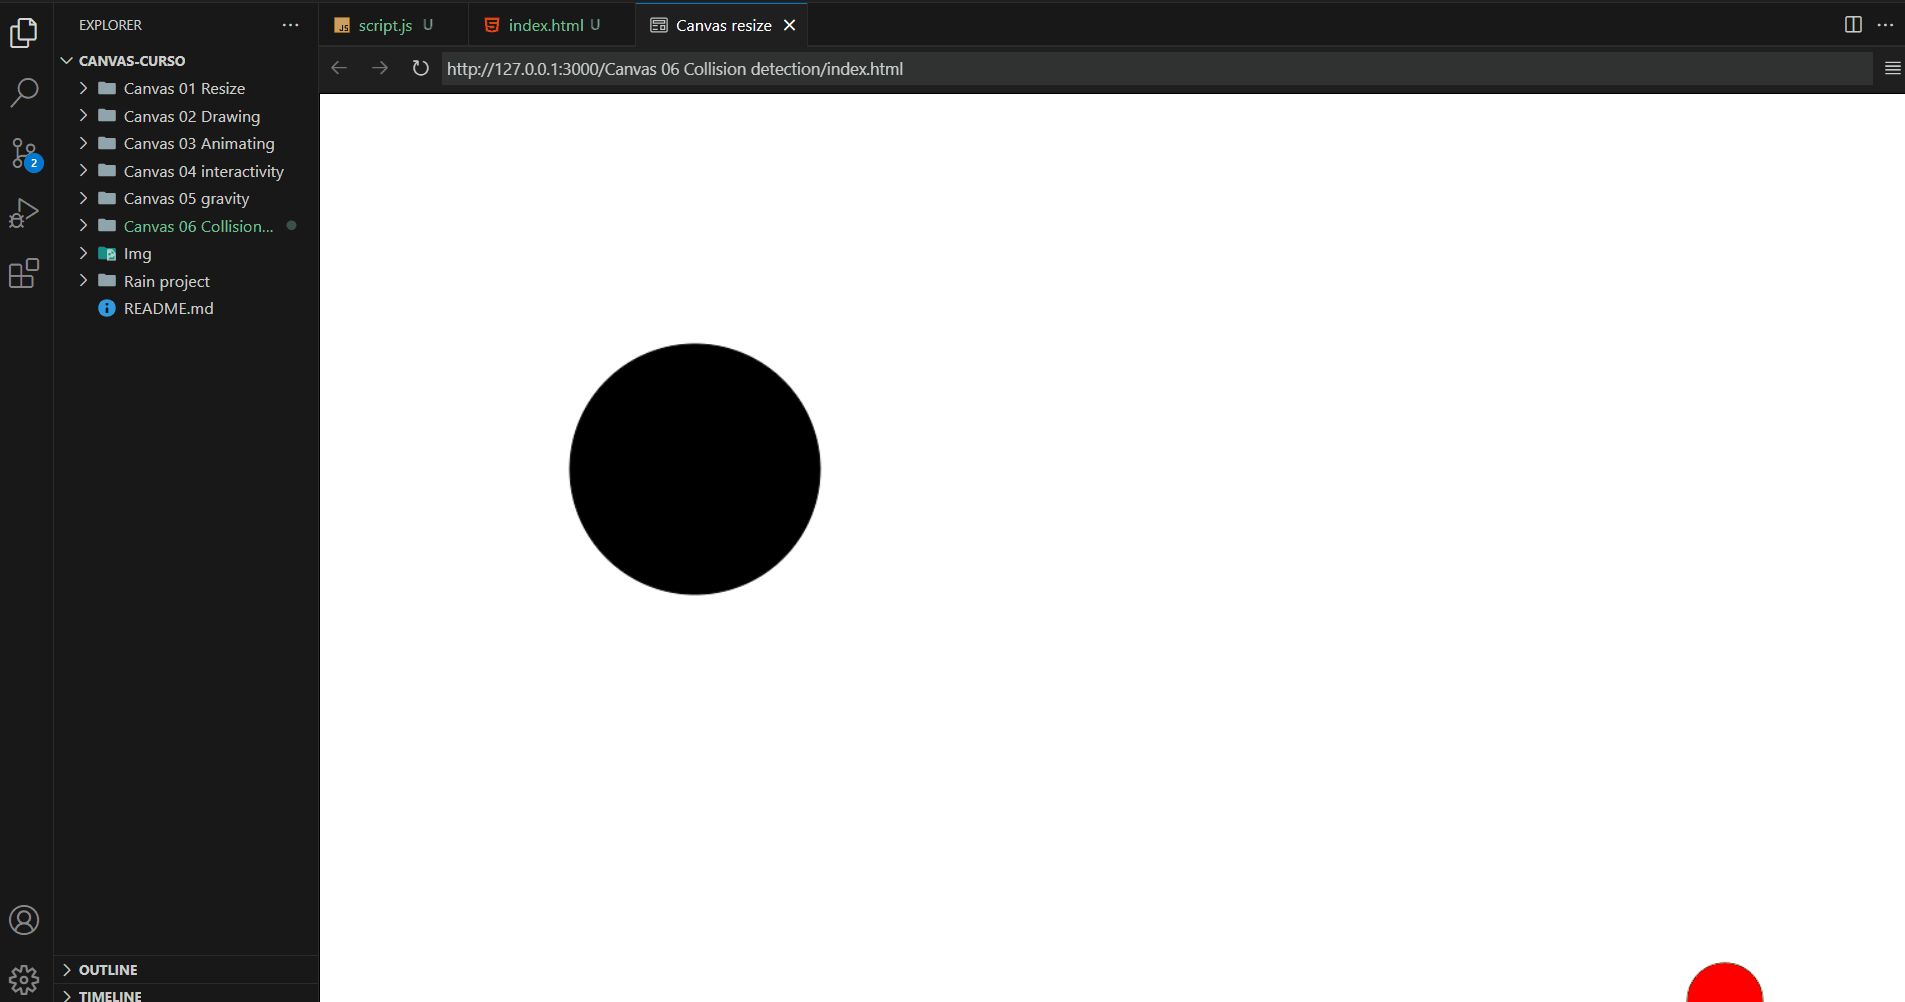 EXPLORER
CANVAS-CURSO
Canvas 01 Resize
Canvas 02 Drawing
Canvas 03 Animating
Canvas 04 interactivity
Canvas 05 gravity
Canvas 06 Collision...
Img
Rain project
README.md
2
OUTLINE
TIMELINE
JS script.js U
index.html U
Canvas resize
http://127.0.0.1:3000/Canvas 06 Collision detection/index.html